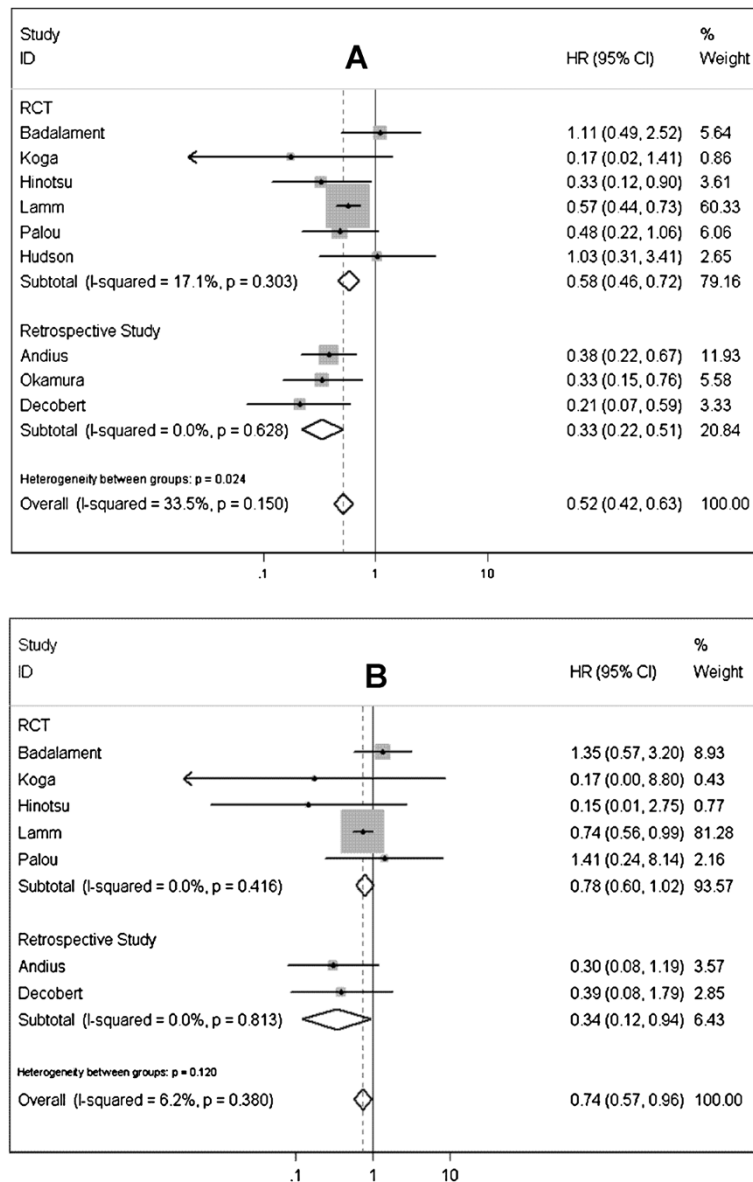 Study %
ID A HR (95% CI) Weight
RCT
Badalament 1.11 (0.49, 2.52) 5.64
Koga 0.17 (0.02, 1.41) 0.86
Hinotsu 0.33 (0.12, 0.90) 3.61
Lamm 0.57 (0.44, 0.73) 60.33
Palou 0.48 (0.22, 1.06) 6.06
Hudson 1.03 (0.31, 3.41) 2.65
Subtotal (I-squared = 17.1%, p = 0.303) 0.58 (0.46, 0.72) 79.16
Retrospective Study
Andius 0.38 (0.22, 0.67) 11.93
Okamura 0.33 (0.15, 0.76) 5.58
Decobert 0.21 (0.07, 0.59) 3.33
Subtotal (I-squared = 0.0%, p = 0.628) 0.33 (0.22, 0.51) 20.84
Heterogeneity between groups: p = 0.024
Overall (I-squared = 33.5%, p = 0.150) 0.52 (0.42, 0.63) 100.00
.1 1 10
Study %
ID B HR (95% CI) Weight
RCT
Badalament 1.35 (0.57, 3.20) 8.93
Koga 0.17 (0.00, 8.80) 0.43
Hinotsu 0.15 (0.01, 2.75) 0.77
Lamm 0.74 (0.56, 0.99) 81.28
Palou 1.41 (0.24, 8.14) 2.16
Subtotal (I-squared = 0.0%, p = 0.416) 0.78 (0.60, 1.02) 93.57
Retrospective Study
Andius 0.30 (0.08, 1.19) 3.57
Decobert 0.39 (0.08, 1.79) 2.85
Subtotal (I-squared = 0.0%, p = 0.813) 0.34 (0.12, 0.94) 6.43
Heterogeneity between groups: p = 0.120
Overall (I-squared = 6.2%, p = 0.380) 0.74 (0.57, 0.96) 100.00
.1 1 10